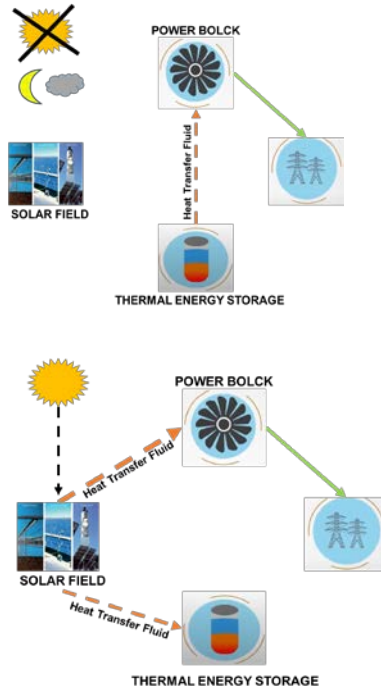 POWER BOLCK
Heat Transfer Fluid
SOLAR FIELD
THERMAL ENERGY STORAGE
POWER BOLCK
Heat Transfer Fluid
SOLAR FIELD
Heat Transfer Fluid
THERMAL ENERGY STORAGE